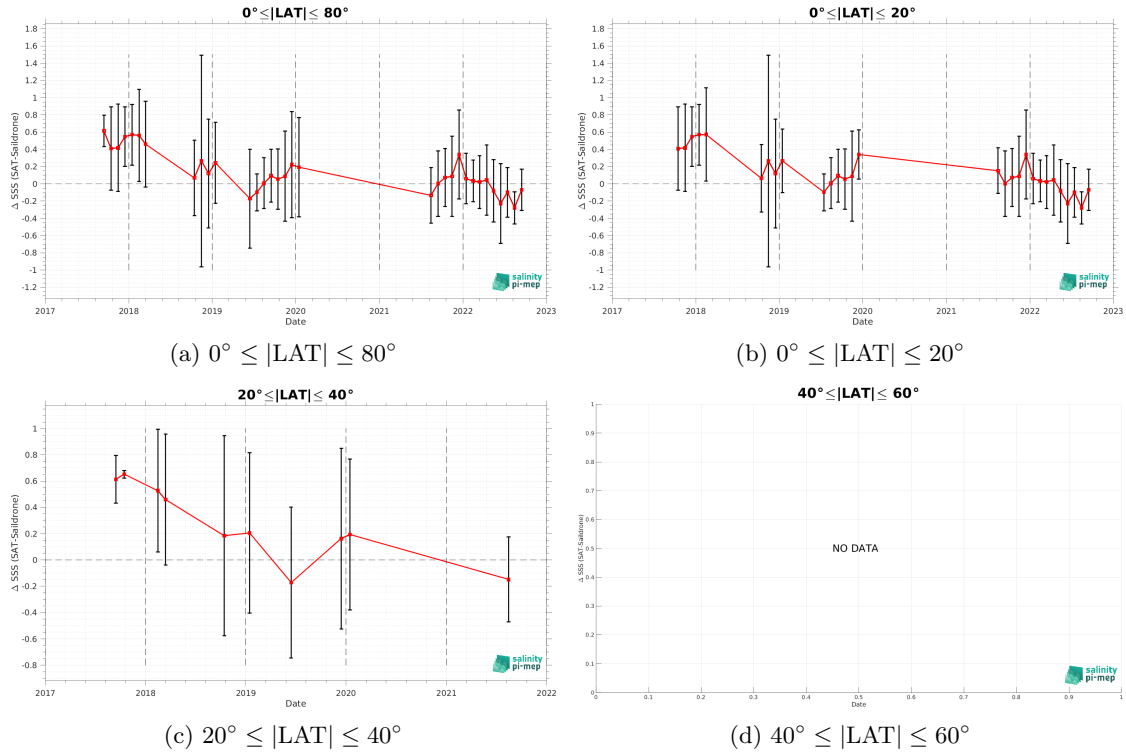 0°≤|LAT|≤ 80°
Δ SSS (SAT-Saildrone)
1.8
1.6
1.4
1.2
1
0.8
0.6
0.4
0.2
0
-0.2
-0.4
-0.6
-0.8
-1
-1.2
salinity
pi-mep
2017 2018 2019 2020 2021 2022 2023
Date
(a) 0° ≤ |LAT| ≤ 80°
0°≤|LAT|≤ 20°
Δ SSS (SAT-Saildrone)
1.8
1.6
1.4
1.2
1
0.8
0.6
0.4
0.2
0
-0.2
-0.4
-0.6
-0.8
-1
-1.2
salinity
pi-mep
2017 2018 2019 2020 2021 2022 2023
Date
(b) 0° ≤ |LAT| ≤ 20°
20°≤|LAT|≤ 40°
Δ SSS (SAT-Saildrone)
1
0.8
0.6
0.4
0.2
0
-0.2
-0.4
-0.6
-0.8
salinity
pi-mep
2017 2018 2019 2020 2021 2022
Date
(c) 20° ≤ |LAT| ≤ 40°
40°≤|LAT|≤ 60°
Δ SSS (SAT-Saildrone)
1
0.9
0.8
0.7
0.6
0.5
0.4
0.3
0.2
0.1
0
NO DATA
salinity
pi-mep
0 0.1 0.2 0.3 0.4 0.5 0.6 0.7 0.8 0.9 1
Date
(d) 40° ≤ |LAT| ≤ 60°